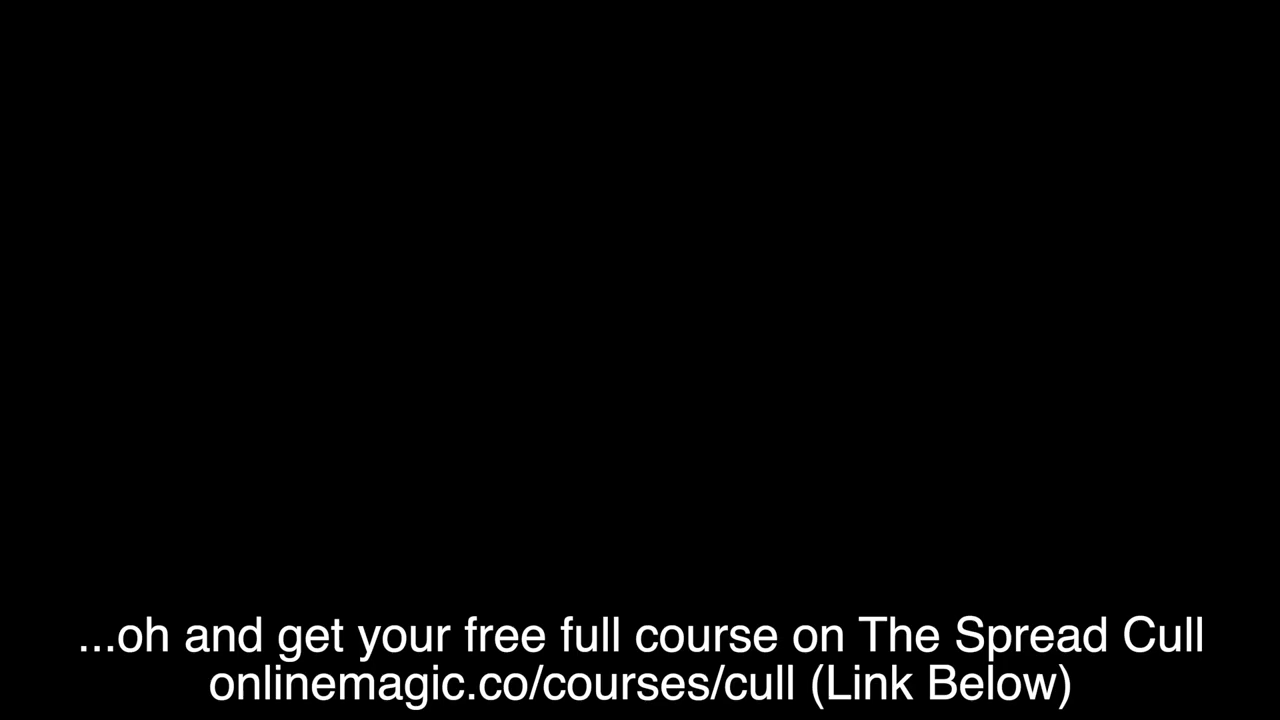 ...oh and get your free full course on The Spread Cull
onlinemagic.co/courses/cull (Link Below)